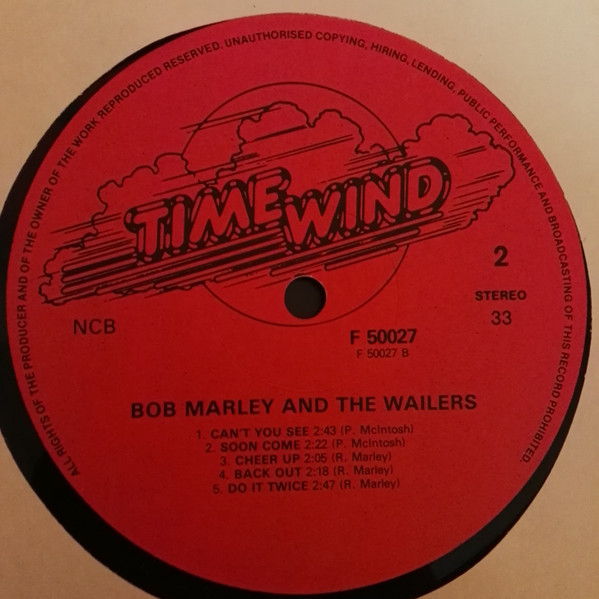 ALL RIGHTS OF THE PRODUCER AND OF THE OWNER OF THE WORK REPRODUCED RESERVED. UNAUTHORISED COPYING, HIRING, LENDING, PUBLIC PERFORMANCE AND BROADCASTING OF THIS RECORD PROHIBITED.
TIME WIND
2
STEREO
33
NCB
F 50027
F 50027 B
BOB MARLEY AND THE WAILERS
1. CAN'T YOU SEE 2:43 (P. McIntosh)
2. SOON COME 2:22 (P. McIntosh)
3. CHEER UP 2:05 (R. Marley)
4. BACK OUT 2:18 (R. Marley)
5. DO IT TWICE 2:47 (R. Marley)